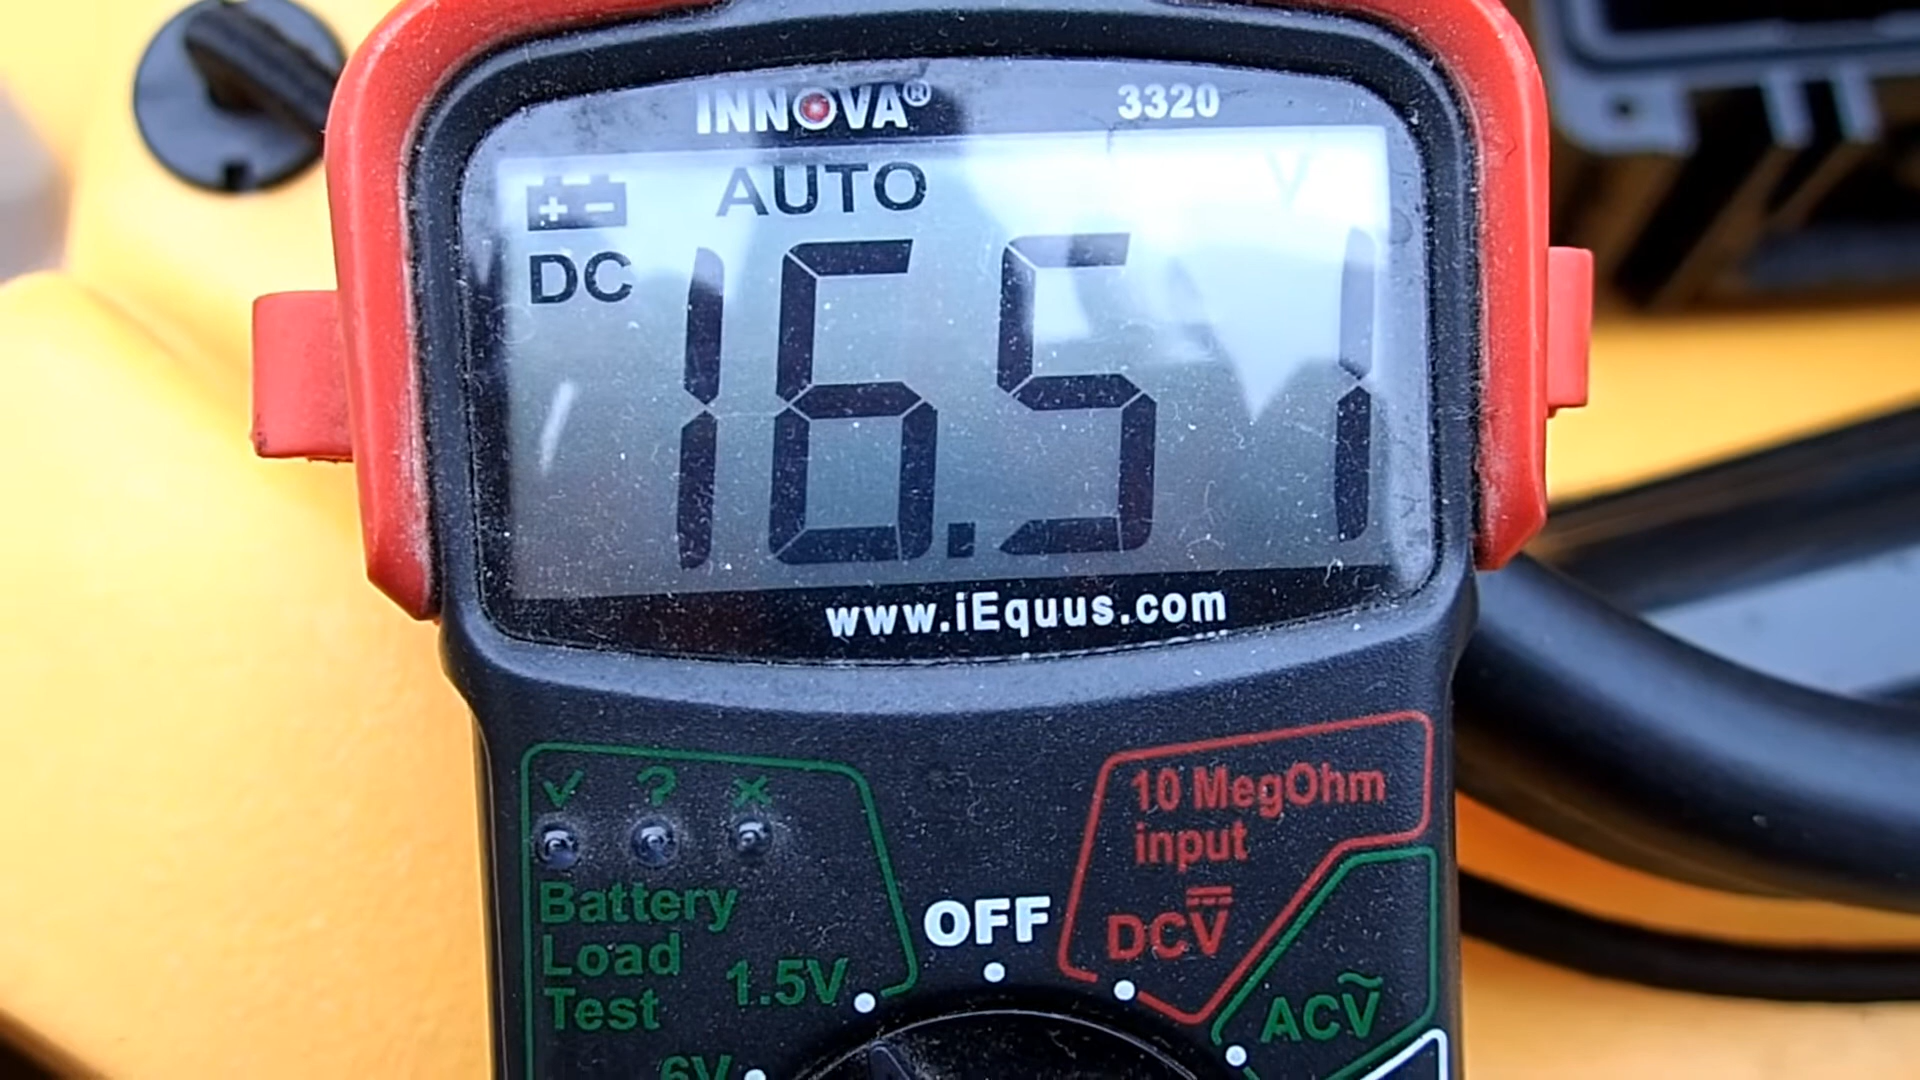 INNOVA® 3320
+ - AUTO V
DC 16.51
www.iEquus.com
✓ ? ×
Battery
Load
Test
1.5V
6V
OFF
10 MegOhm
input
DCV
ACV